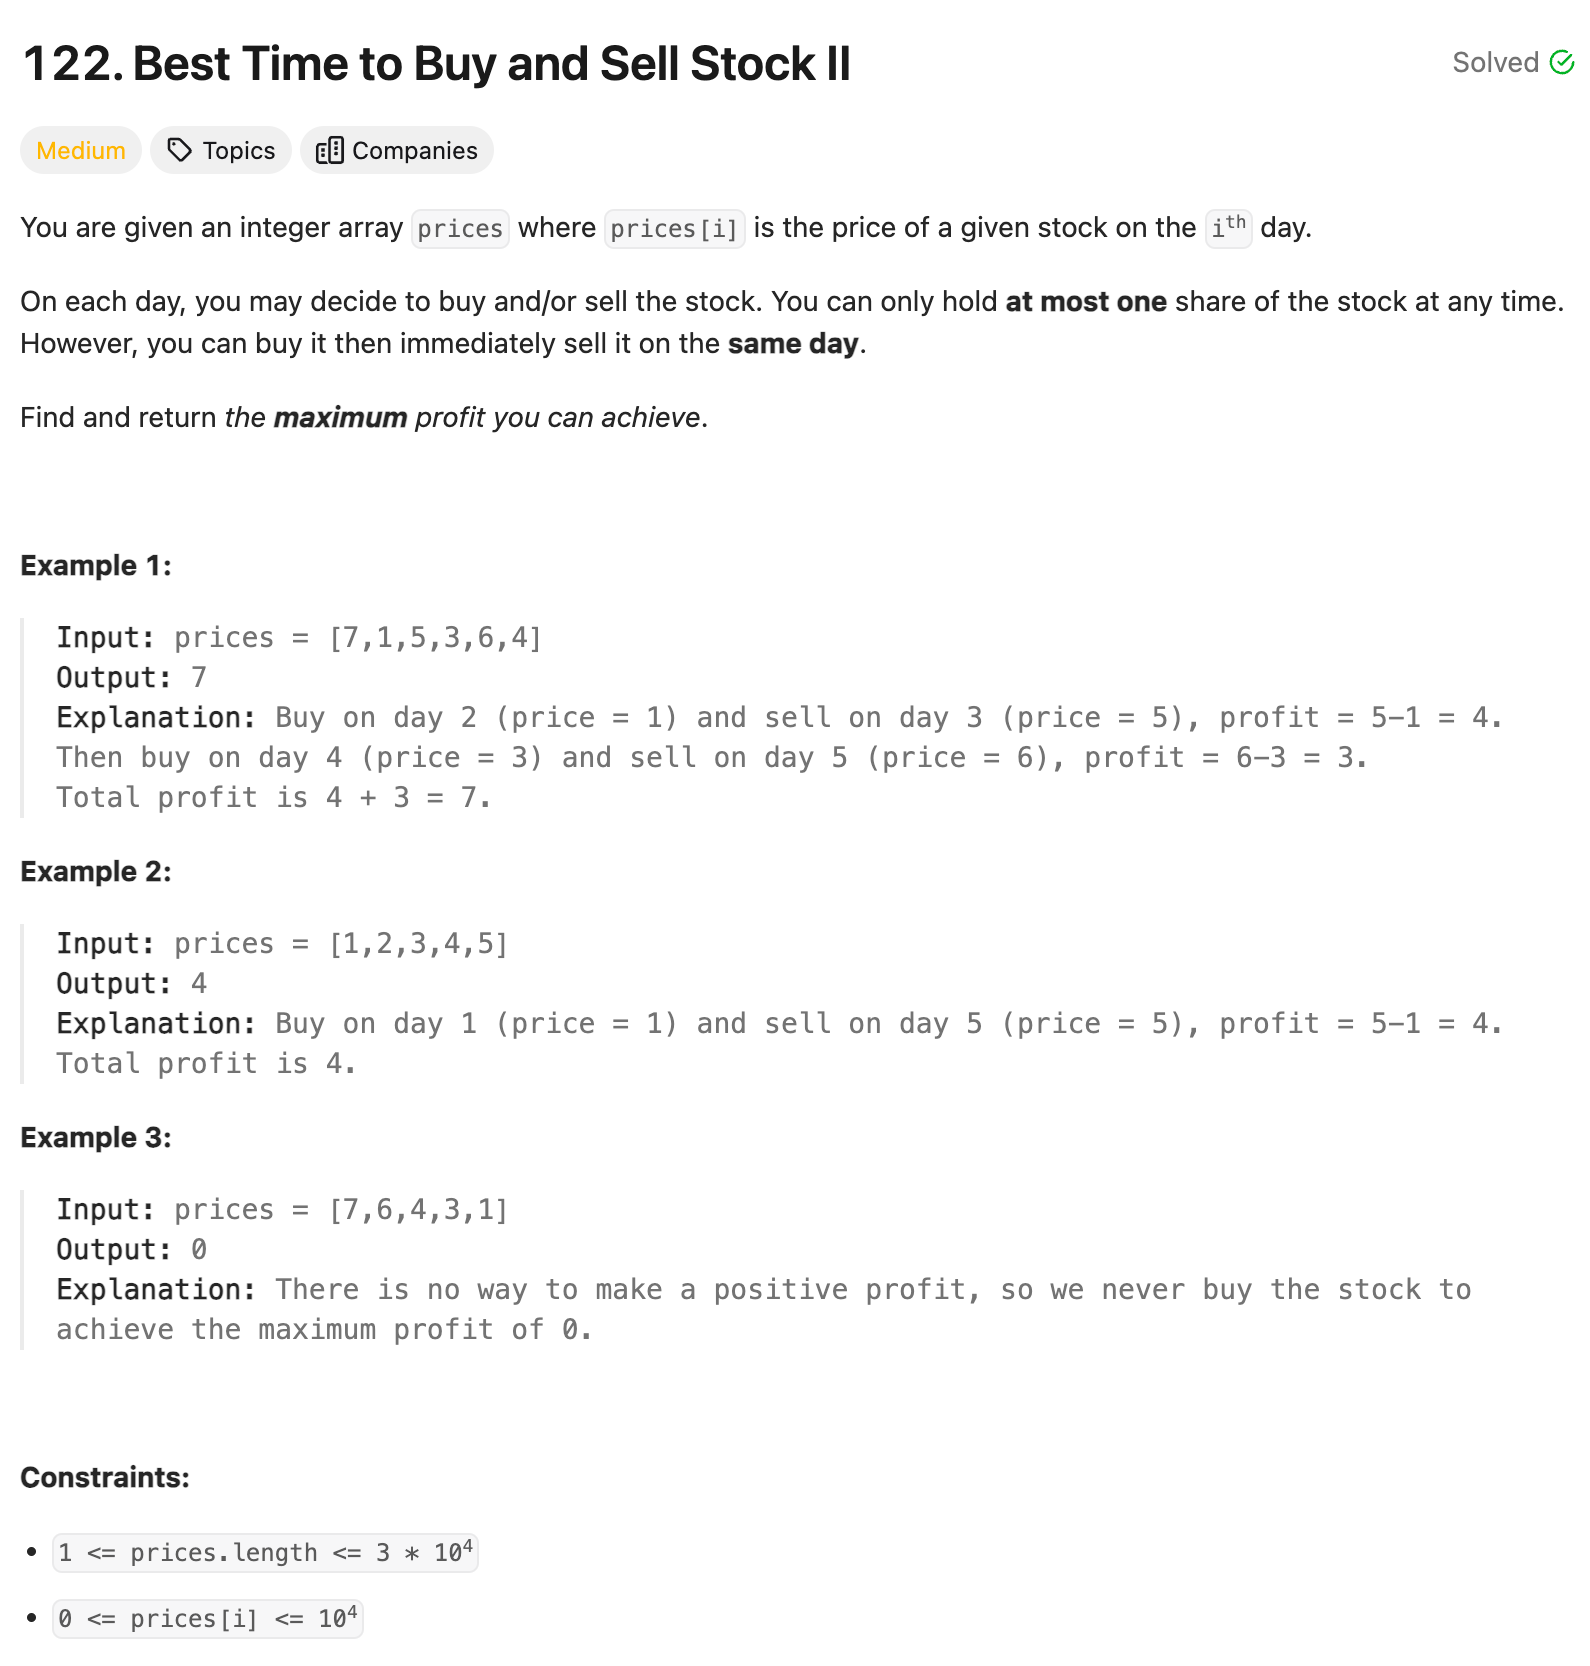 122. Best Time to Buy and Sell Stock II
Solved
Medium
Topics
Companies
You are given an integer array prices where prices[i] is the price of a given stock on the ith day.
On each day, you may decide to buy and/or sell the stock. You can only hold at most one share of the stock at any time.
However, you can buy it then immediately sell it on the same day.
Find and return the maximum profit you can achieve.
Example 1:
Input: prices = [7,1,5,3,6,4]
Output: 7
Explanation: Buy on day 2 (price = 1) and sell on day 3 (price = 5), profit = 5-1 = 4.
Then buy on day 4 (price = 3) and sell on day 5 (price = 6), profit = 6-3 = 3.
Total profit is 4 + 3 = 7.
Example 2:
Input: prices = [1,2,3,4,5]
Output: 4
Explanation: Buy on day 1 (price = 1) and sell on day 5 (price = 5), profit = 5-1 = 4.
Total profit is 4.
Example 3:
Input: prices = [7,6,4,3,1]
Output: 0
Explanation: There is no way to make a positive profit, so we never buy the stock to
achieve the maximum profit of 0.
Constraints:
• 1 <= prices.length <= 3 * 10⁴
• 0 <= prices[i] <= 10⁴